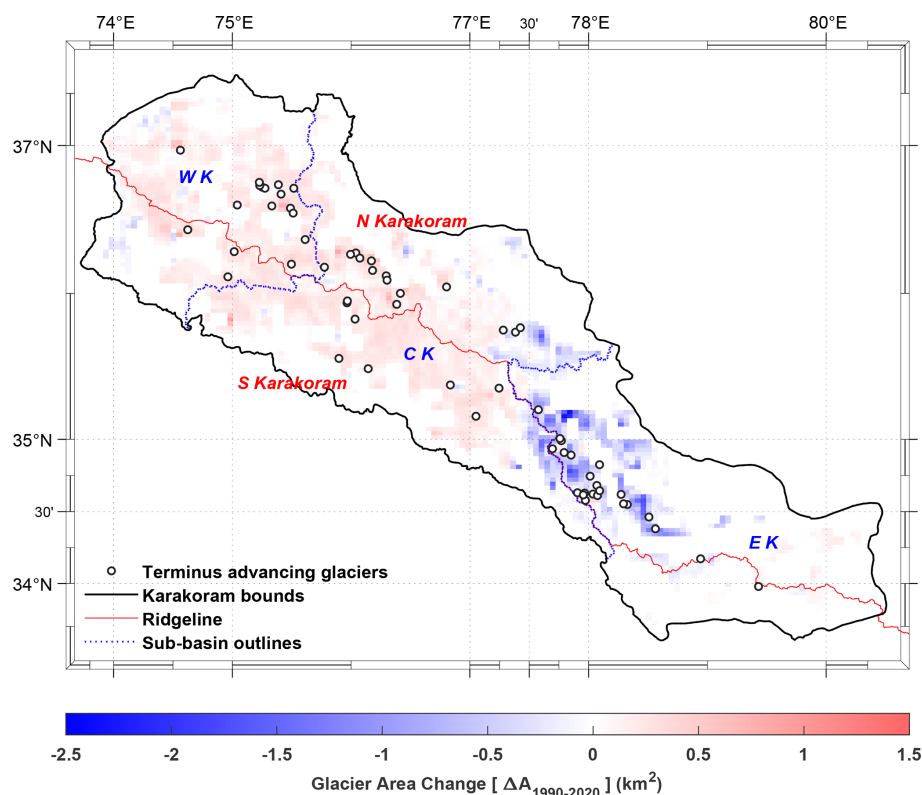 74°E 75°E 77°E 30' 78°E 80°E
37°N
W K
N Karakoram
C K
S Karakoram
35°N
30'
E K
34°N
Terminus advancing glaciers
Karakoram bounds
Ridgeline
Sub-basin outlines
-2.5 -2 -1.5 -1 -0.5 0 0.5 1 1.5
Glacier Area Change [ ΔA1990-2020 ] (km²)